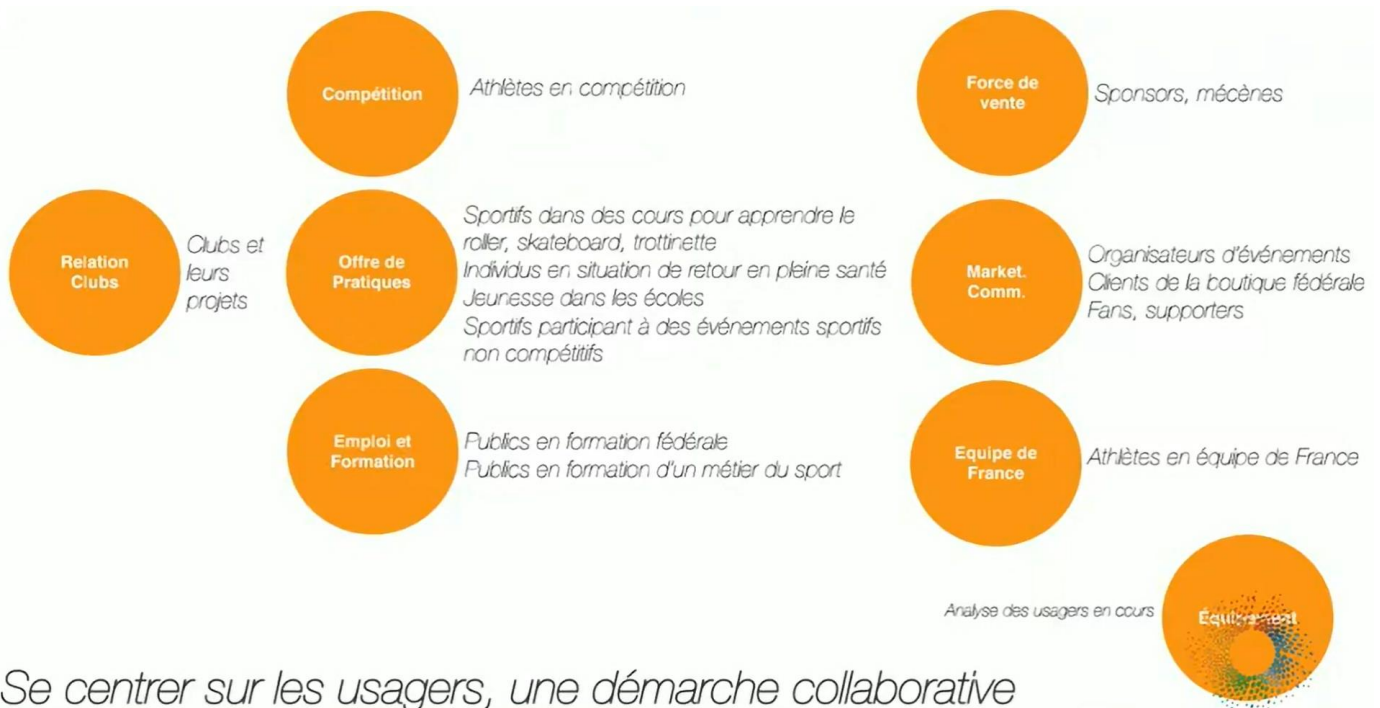 Compétition
Athlètes en compétition
Force de
vente
Sponsors, mécènes
Relation
Clubs
Clubs et
leurs
projets
Offre de
Pratiques
Sportifs dans des cours pour apprendre le
roller, skateboard, trottinette
Individus en situation de retour en pleine santé
Jeunesse dans les écoles
Sportifs participant à des événements sportifs
non compétitifs
Market.
Comm.
Organisateurs d'événements
Clients de la boutique fédérale
Fans, supporters
Emploi et
Formation
Publics en formation fédérale
Publics en formation d'un métier du sport
Equipe de
France
Athlètes en équipe de France
Analyse des usagers en cours
Équipement
Se centrer sur les usagers, une démarche collaborative